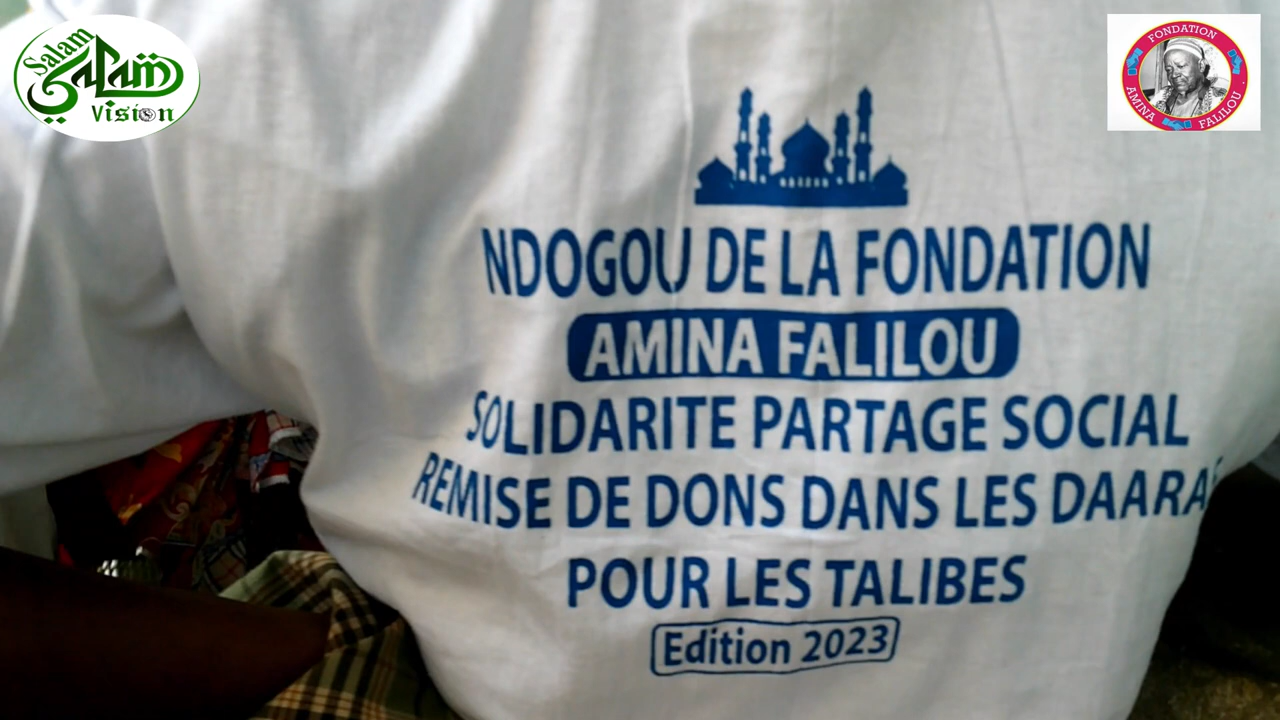 Salam
Salam
Vision
FONDATION
AMINA FALILOU
NDOGOU DE LA FONDATION
AMINA FALILOU
SOLIDARITE PARTAGE SOCIAL
REMISE DE DONS DANS LES DAARA
POUR LES TALIBES
Edition 2023